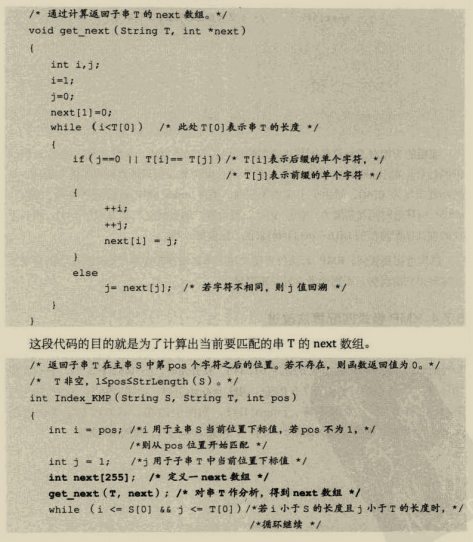 /* 通过计算返回子串 T 的 next 数组。*/
void get_next(String T, int *next)
{
int i,j;
i=1;
j=0;
next[1]=0;
while (i<T[0]) /* 此处 T[0]表示串 T 的长度 */
{
if(j==0 || T[i]== T[j])/* T[i]表示后缀的单个字符, */
/* T[j]表示前缀的单个字符 */
{
++i;
++j;
next[i] = j;
}
else
j= next[j]; /* 若字符不相同,则 j 值回溯 */
}
}
这段代码的目的就是为了计算出当前要匹配的串 T 的 next 数组。
/* 返回子串 T 在主串 S 中第 pos 个字符之后的位置。若不存在,则函数返回值为 0。*/
/* T 非空,1≤pos≤StrLength(S)。*/
int Index_KMP(String S, String T, int pos)
{
int i = pos; /*i 用于主串 S 当前位置下标值,若 pos 不为 1, */
/*则从 pos 位置开始匹配 */
int j = 1; /*j 用于子串 T 中当前位置下标值 */
int next[255]; /* 定义一 next 数组 */
get_next(T, next); /* 对串 T 作分析,得到 next 数组 */
while (i <= S[0] && j <= T[0])/*若 i 小于 S 的长度且 j 小于 T 的长度时, */
/*循环继续 */